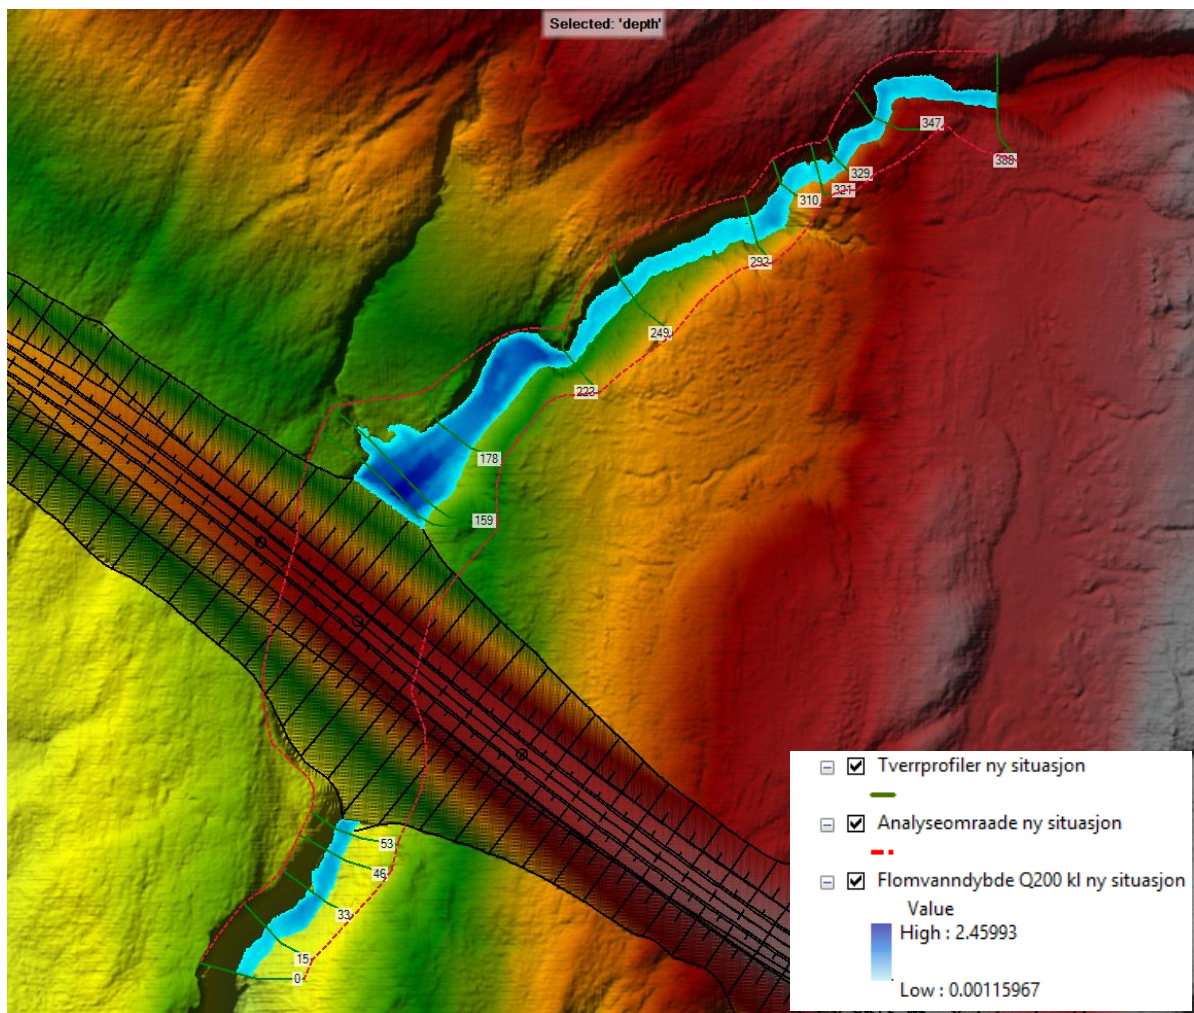 Selected: 'depth'
347
388
329
321
310
292
249
223
178
159
53
46
33
15
0
Tverrprofiler ny situasjon
Analyseomraade ny situasjon
Flomvanndybde Q200 kl ny situasjon
Value
High : 2.45993
Low : 0.00115967